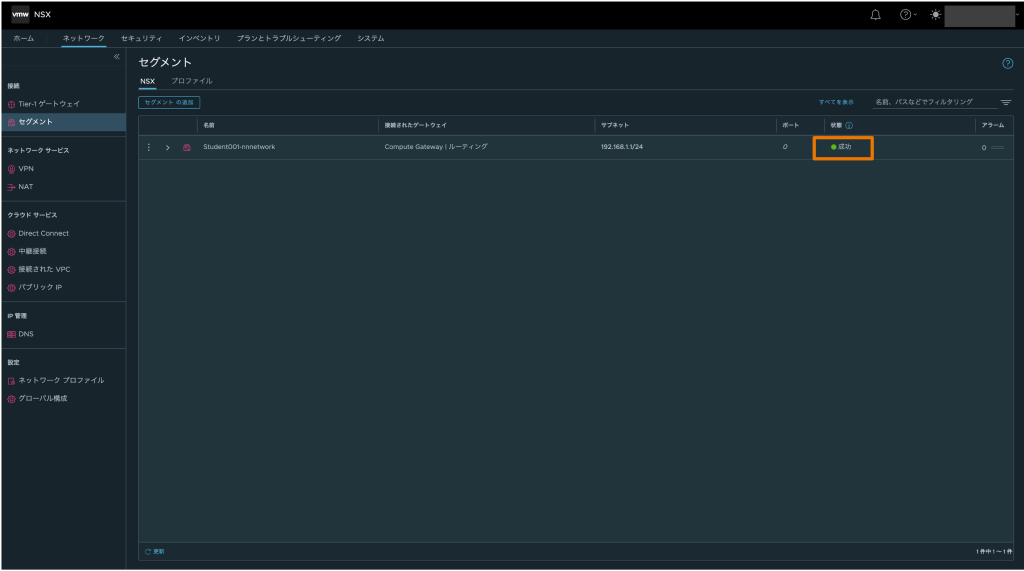 vmw NSX
ホーム ネットワーク セキュリティ インベントリ プランとトラブルシューティング システム
接続
Tier-1 ゲートウェイ
セグメント
ネットワーク サービス
VPN
NAT
クラウド サービス
Direct Connect
中継接続
接続された VPC
パブリック IP
IP 管理
DNS
設定
ネットワーク プロファイル
グローバル構成
セグメント
NSX プロファイル
セグメント の追加 すべてを表示 名前、パスなどでフィルタリング
名前 接続されたゲートウェイ サブネット ポート 状態 アラーム
Student001-nnnetwork Compute Gateway | ルーティング 192.168.1.1/24 0 成功 0
更新 1 件中 1 ～ 1 件